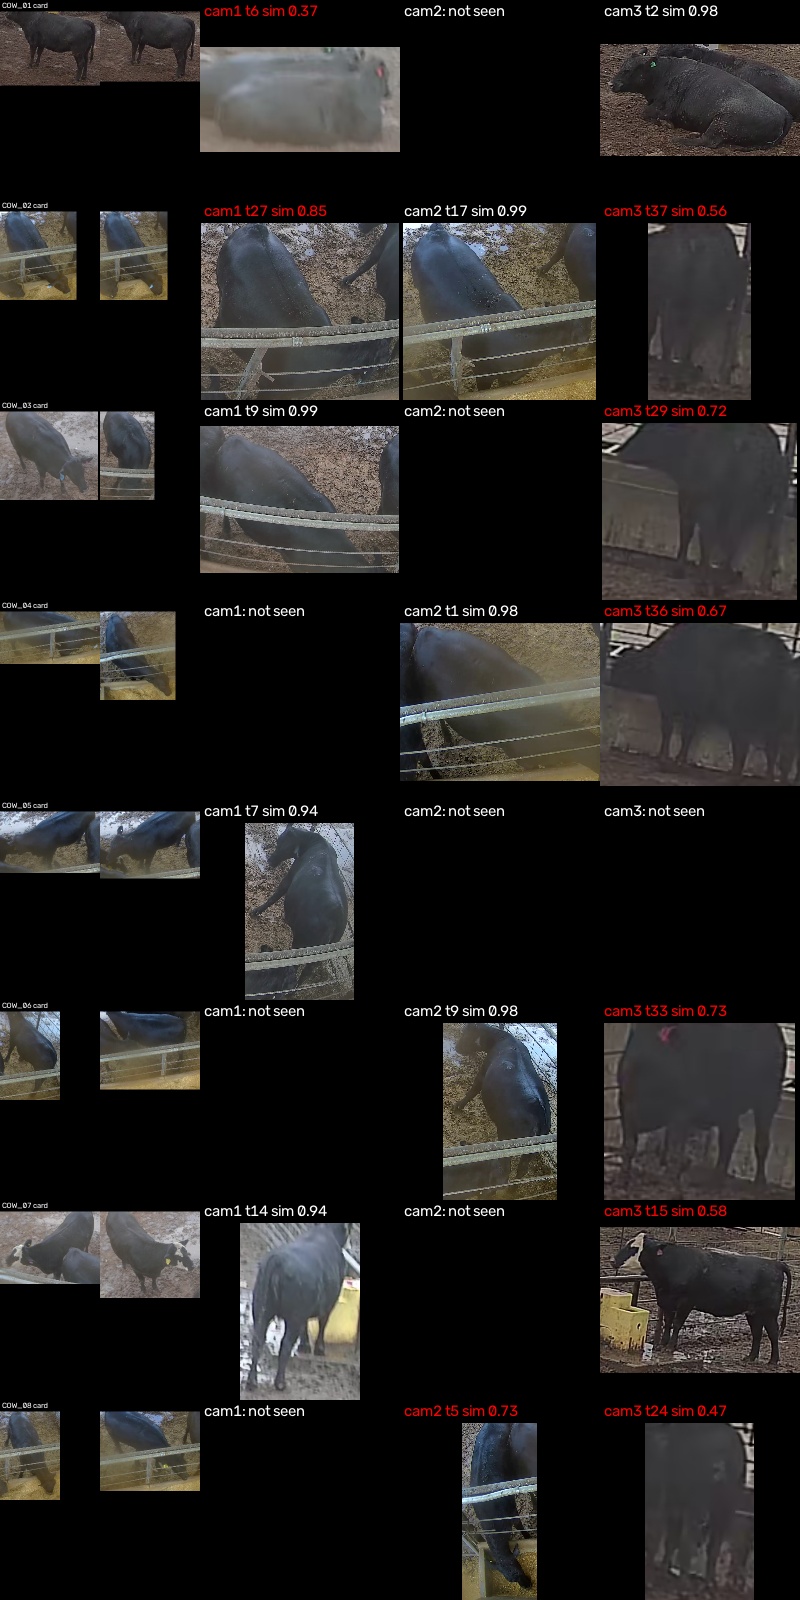 COW_01 card
cam1 t6 sim 0.37
cam2: not seen
cam3 t2 sim 0.98
COW_02 card
cam1 t27 sim 0.85
cam2 t17 sim 0.99
cam3 t37 sim 0.56
COW_03 card
cam1 t9 sim 0.99
cam2: not seen
cam3 t29 sim 0.72
COW_04 card
cam1: not seen
cam2 t1 sim 0.98
cam3 t36 sim 0.67
COW_05 card
cam1 t7 sim 0.94
cam2: not seen
cam3: not seen
COW_06 card
cam1: not seen
cam2 t9 sim 0.98
cam3 t33 sim 0.73
COW_07 card
cam1 t14 sim 0.94
cam2: not seen
cam3 t15 sim 0.58
COW_08 card
cam1: not seen
cam2 t5 sim 0.73
cam3 t24 sim 0.47